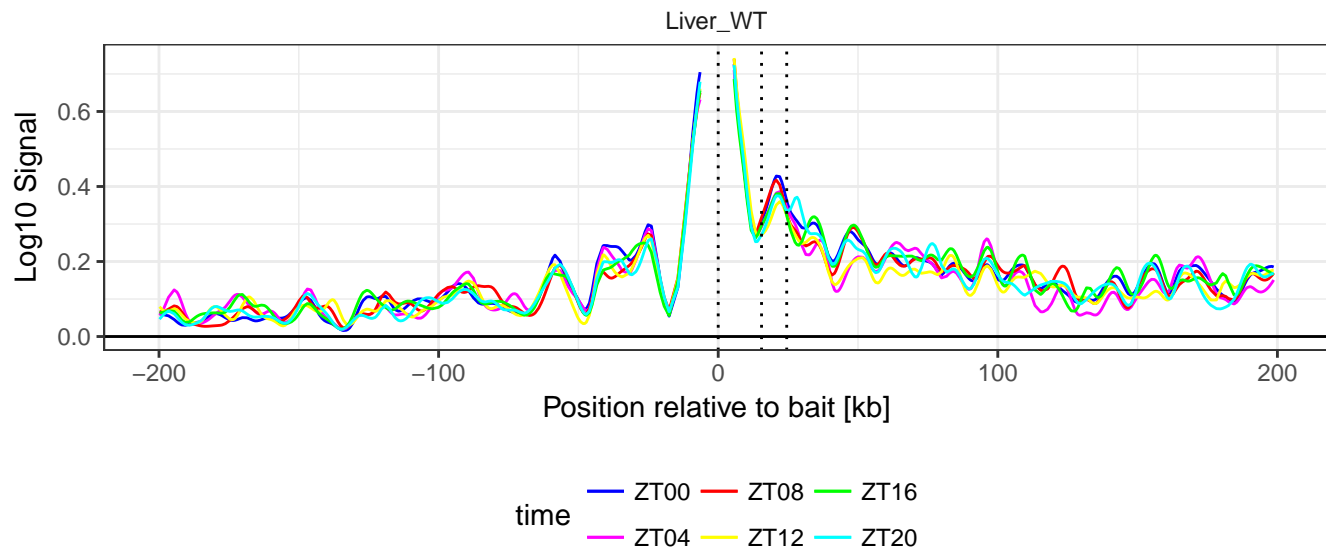 Liver_WT
Log10 Signal
0.6
0.4
0.2
0.0
−200
−100
0
100
200
Position relative to bait [kb]
time
ZT00
ZT08
ZT16
ZT04
ZT12
ZT20